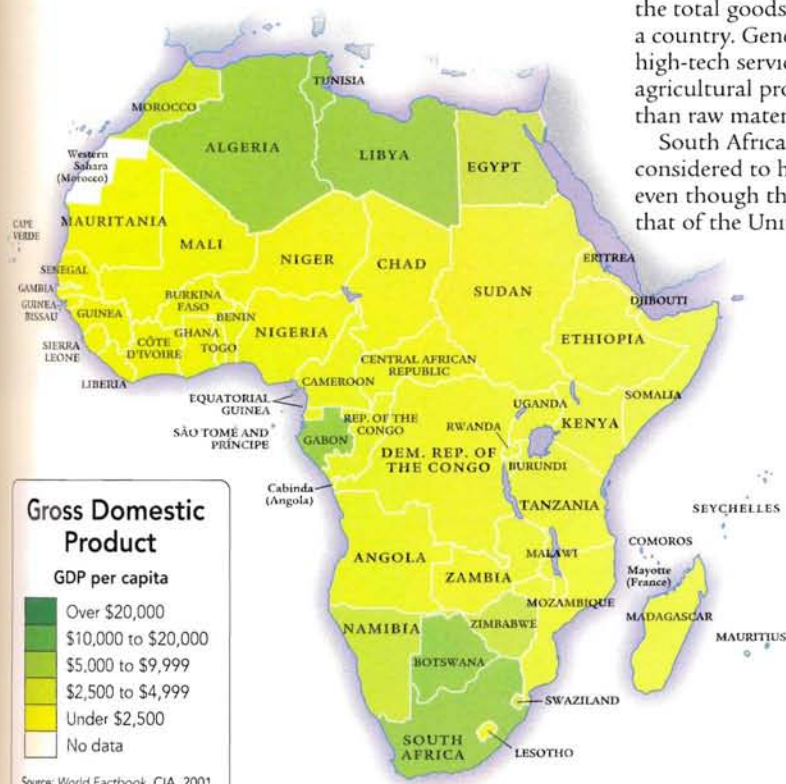 the total goods
a country. Gene
high-tech servic
agricultural pro
than raw mater
South Africa
considered to h
even though th
that of the Uni
TUNISIA
MOROCCO
ALGERIA
LIBYA
EGYPT
Western
Sahara
(Morocco)
CAPE
VERDE
MAURITANIA
MALI
NIGER
CHAD
SUDAN
ERITREA
DJIBOUTI
SENEGAL
GAMBIA
GUINEA-
BISSAU
GUINEA
BURKINA
FASO
BENIN
NIGERIA
ETHIOPIA
SIERRA
LEONE
CÔTE
D'IVOIRE
GHANA
TOGO
CENTRAL AFRICAN
REPUBLIC
LIBERIA
CAMEROON
SOMALIA
EQUATORIAL
GUINEA
UGANDA
KENYA
SÃO TOMÉ AND
PRÍNCIPE
GABON
REP. OF THE
CONGO
RWANDA
DEM. REP. OF
THE CONGO
BURUNDI
Cabinda
(Angola)
TANZANIA
SEYCHELLES
COMOROS
Mayotte
(France)
ANGOLA
MALAWI
ZAMBIA
MOZAMBIQUE
MADAGASCAR
MAURITIUS
NAMIBIA
ZIMBABWE
BOTSWANA
SWAZILAND
SOUTH
AFRICA
LESOTHO
Gross Domestic
Product
GDP per capita
Over $20,000
$10,000 to $20,000
$5,000 to $9,999
$2,500 to $4,999
Under $2,500
No data
Source: World Factbook, CIA, 2001